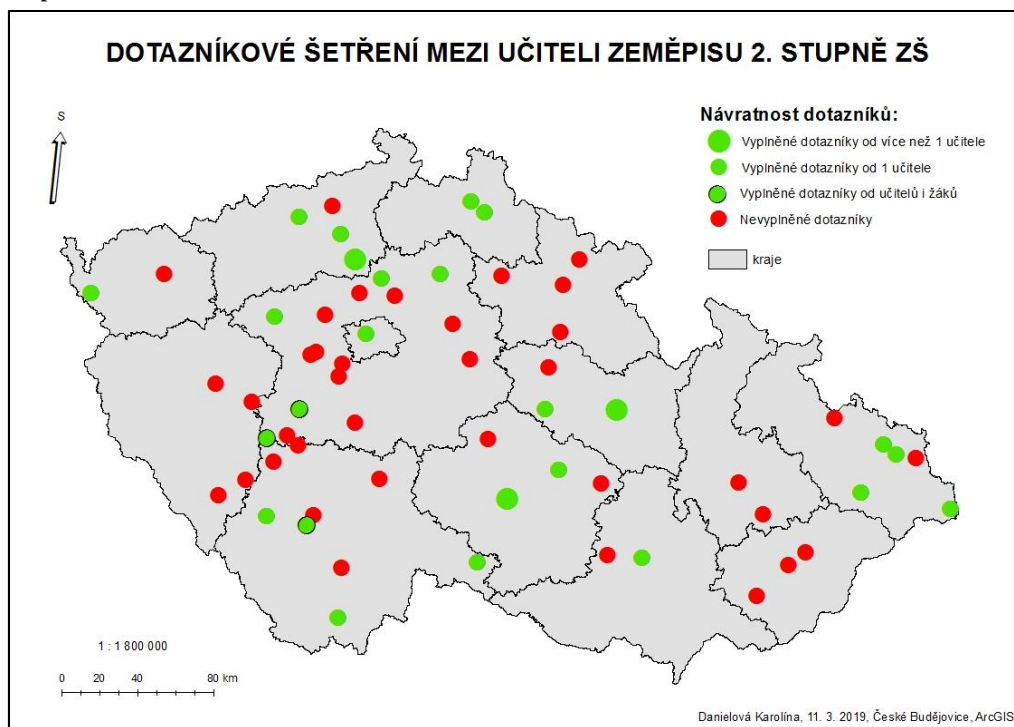 DOTAZNÍKOVÉ ŠETŘENÍ MEZI UČITELI ZEMĚPISU 2. STUPNĚ ZŠ
S
Návratnost dotazníků:
Vyplněné dotazníky od více než 1 učitele
Vyplněné dotazníky od 1 učitele
Vyplněné dotazníky od učitelů i žáků
Nevyplněné dotazníky
kraje
1 : 1 800 000
0 20 40 80 km
Danielová Karolína, 11. 3. 2019, České Budějovice, ArcGIS